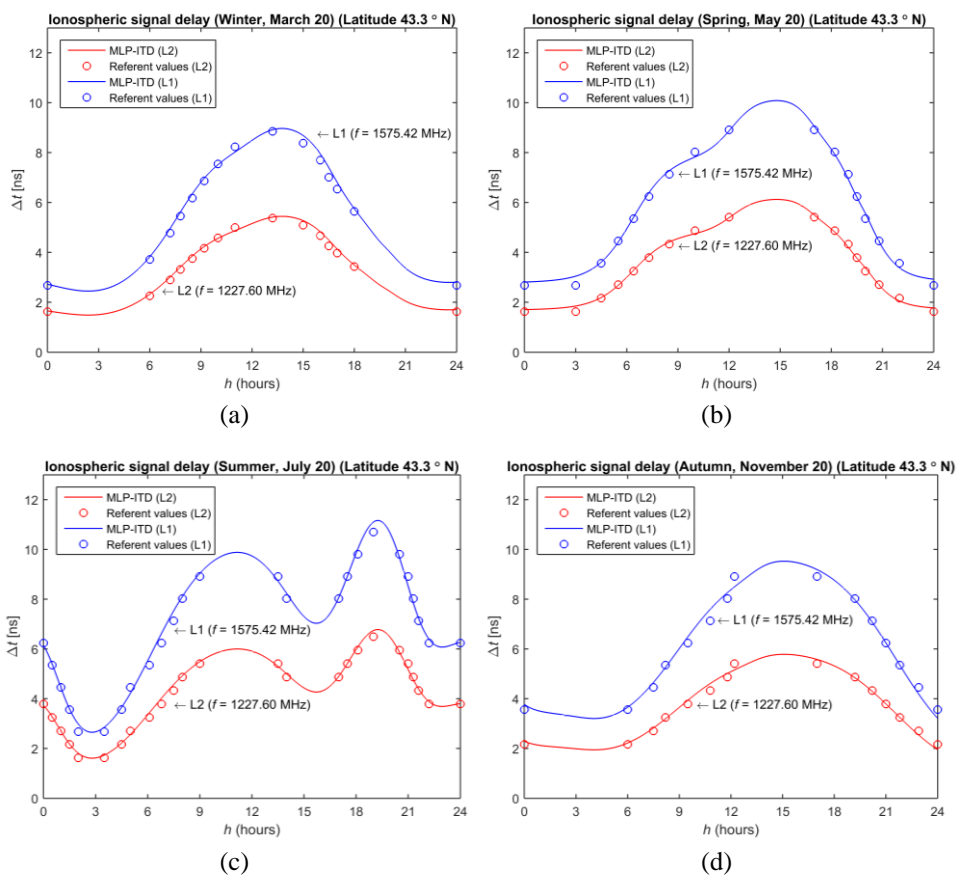 Ionospheric signal delay (Winter, March 20) (Latitude 43.3 ° N)
MLP-ITD (L2)
Referent values (L2)
MLP-ITD (L1)
Referent values (L1)
← L1 (f = 1575.42 MHz)
← L2 (f = 1227.60 MHz)
Δt [ns]
12
10
8
6
4
2
0
0 3 6 9 12 15 18 21 24
h (hours)
(a)
Ionospheric signal delay (Spring, May 20) (Latitude 43.3 ° N)
MLP-ITD (L2)
Referent values (L2)
MLP-ITD (L1)
Referent values (L1)
← L1 (f = 1575.42 MHz)
← L2 (f = 1227.60 MHz)
Δt [ns]
12
10
8
6
4
2
0
0 3 6 9 12 15 18 21 24
h (hours)
(b)
Ionospheric signal delay (Summer, July 20) (Latitude 43.3 ° N)
MLP-ITD (L2)
Referent values (L2)
MLP-ITD (L1)
Referent values (L1)
← L1 (f = 1575.42 MHz)
← L2 (f = 1227.60 MHz)
Δt [ns]
12
10
8
6
4
2
0
0 3 6 9 12 15 18 21 24
h (hours)
(c)
Ionospheric signal delay (Autumn, November 20) (Latitude 43.3 ° N)
MLP-ITD (L2)
Referent values (L2)
MLP-ITD (L1)
Referent values (L1)
← L1 (f = 1575.42 MHz)
← L2 (f = 1227.60 MHz)
Δt [ns]
12
10
8
6
4
2
0
0 3 6 9 12 15 18 21 24
h (hours)
(d)